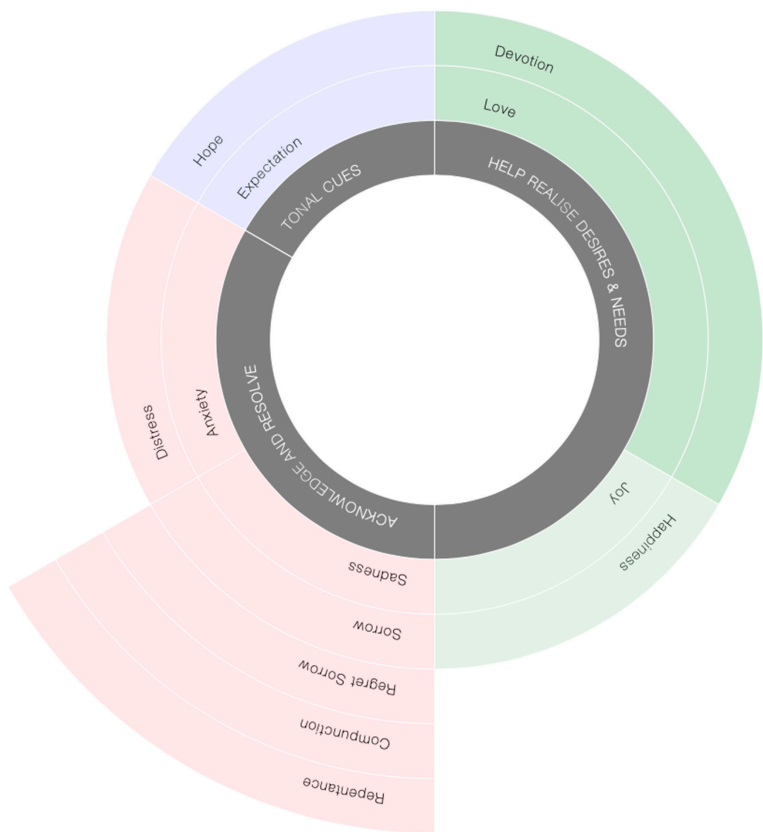 Devotion
Love
HELP REALISE DESIRES & NEEDS
Joy
Happiness
Sadness
Sorrow
Regret Sorrow
Compunction
Repentance
ACKNOWLEDGE AND RESOLVE
Anxiety
Distress
TONAL CUES
Expectation
Hope